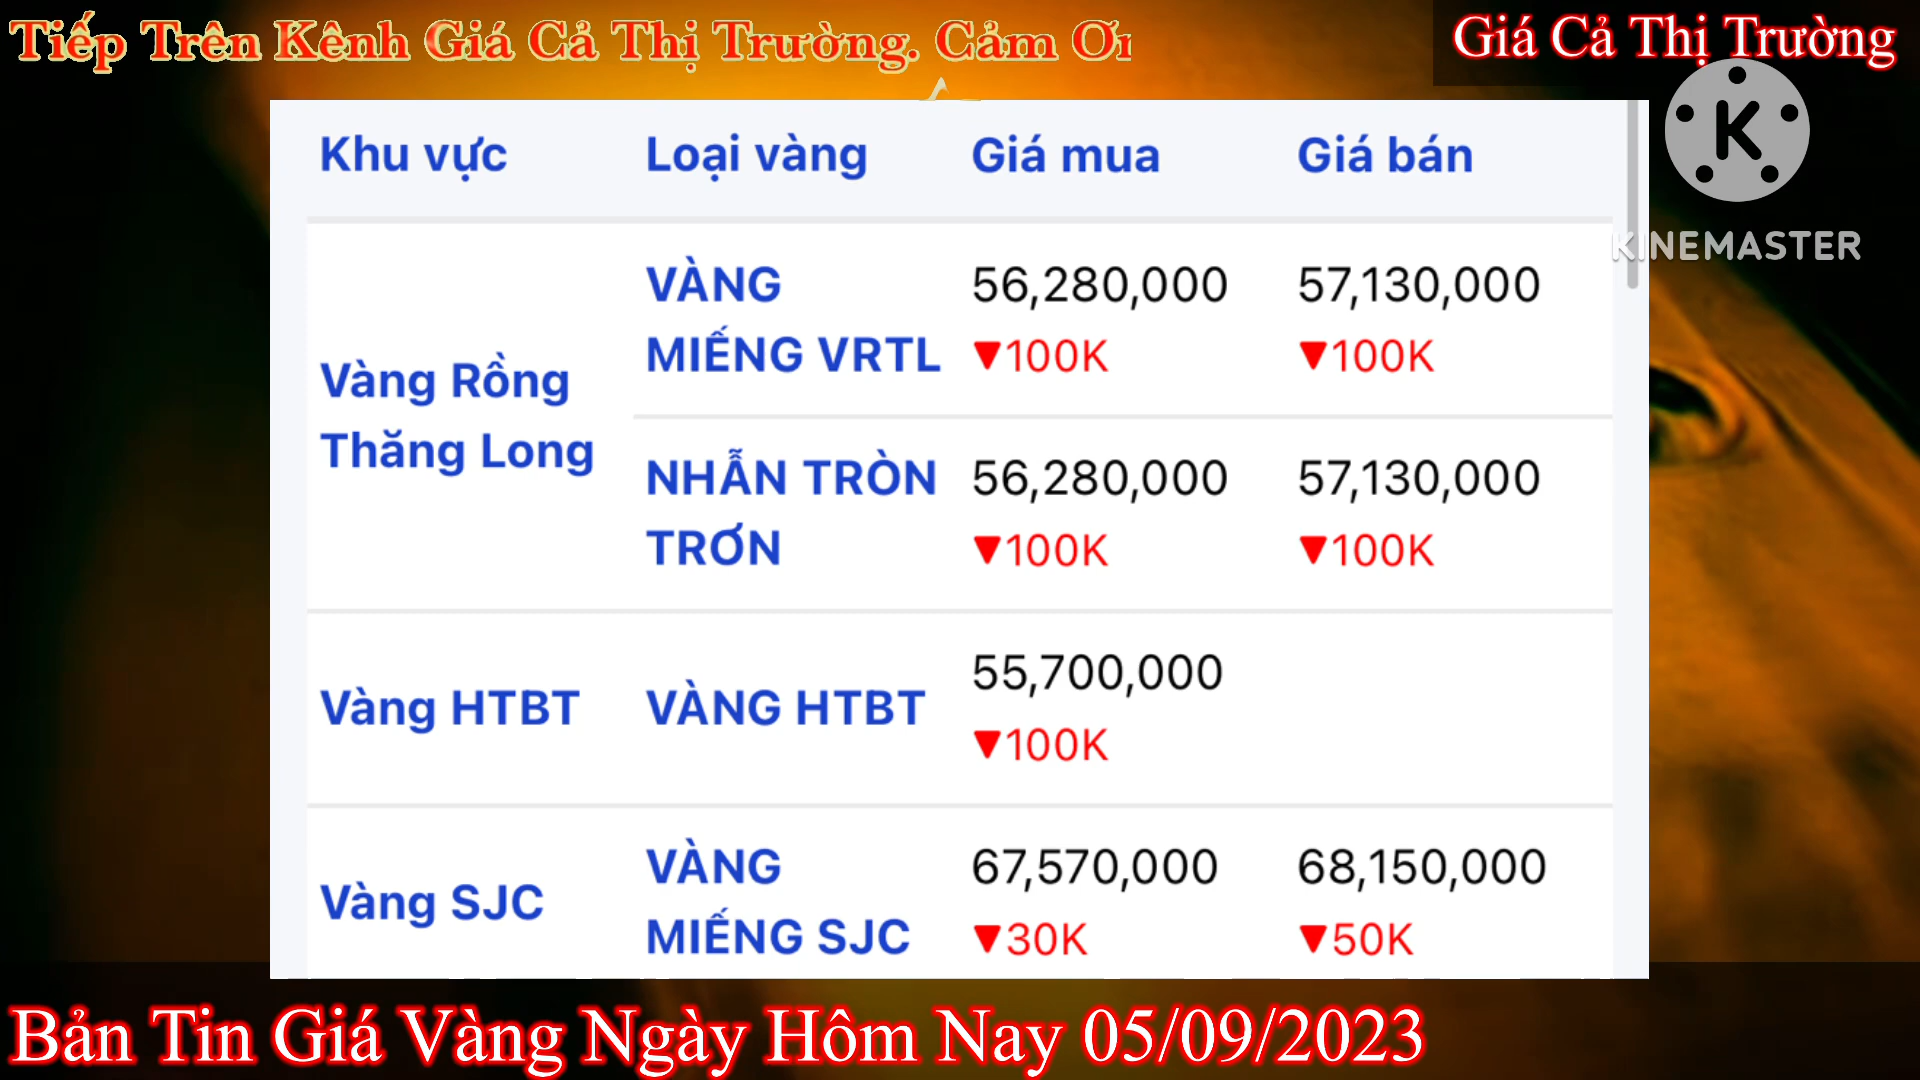 Tiếp Trên Kênh Giá Cả Thị Trường. Cảm Ơn
Giá Cả Thị Trường
K
KINEMASTER
Khu vực Loại vàng Giá mua Giá bán
Vàng Rồng Thăng Long
VÀNG MIẾNG VRTL 56,280,000 ▼100K 57,130,000 ▼100K
NHẪN TRÒN TRƠN 56,280,000 ▼100K 57,130,000 ▼100K
Vàng HTBT VÀNG HTBT 55,700,000 ▼100K
Vàng SJC VÀNG MIẾNG SJC 67,570,000 ▼30K 68,150,000 ▼50K
Bản Tin Giá Vàng Ngày Hôm Nay 05/09/2023